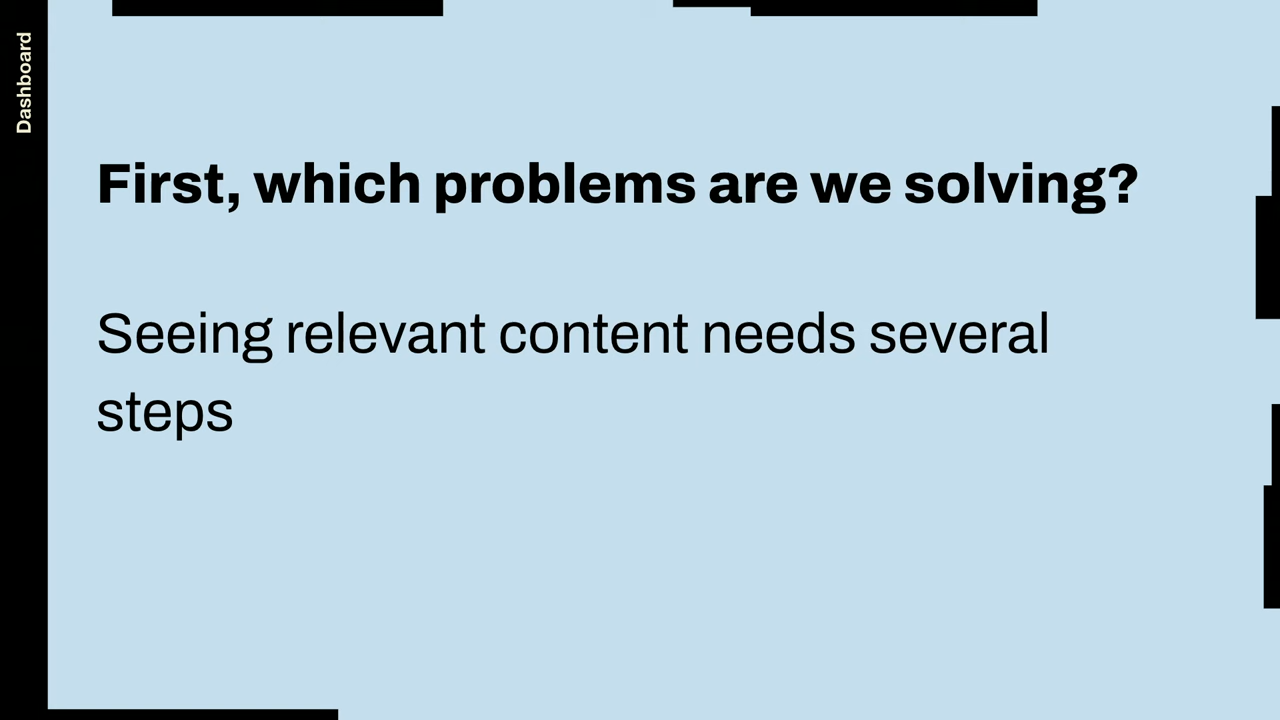 Dashboard
First, which problems are we solving?
Seeing relevant content needs several
steps